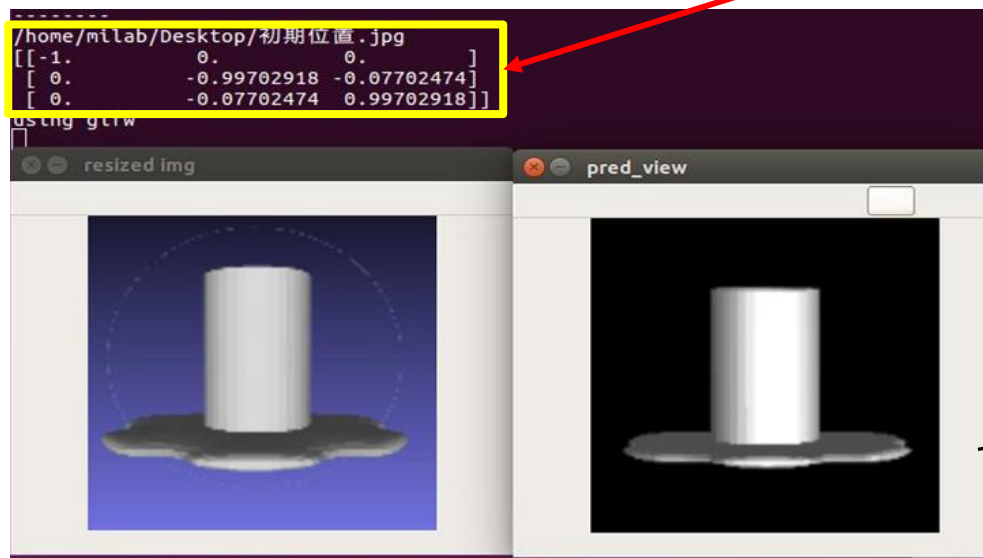 --------
/home/milab/Desktop/初期位置.jpg
[[-1. 0. 0. ]
[ 0. -0.99702918 -0.07702474]
[ 0. -0.07702474 0.99702918]]
using glfw
resized img
pred_view